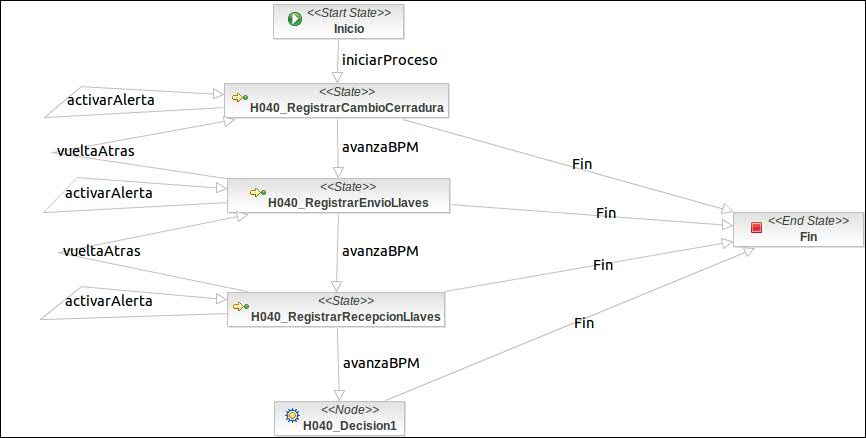 <<Start State>>
Inicio
iniciarProceso
<<State>>
activarAlerta
H040_RegistrarCambioCerradura
vueltaAtras
avanzaBPM
Fin
<<State>>
activarAlerta
H040_RegistrarEnvioLlaves
Fin
<<End State>>
Fin
vueltaAtras
avanzaBPM
Fin
<<State>>
activarAlerta
H040_RegistrarRecepcionLlaves
Fin
avanzaBPM
<<Node>>
H040_Decision1